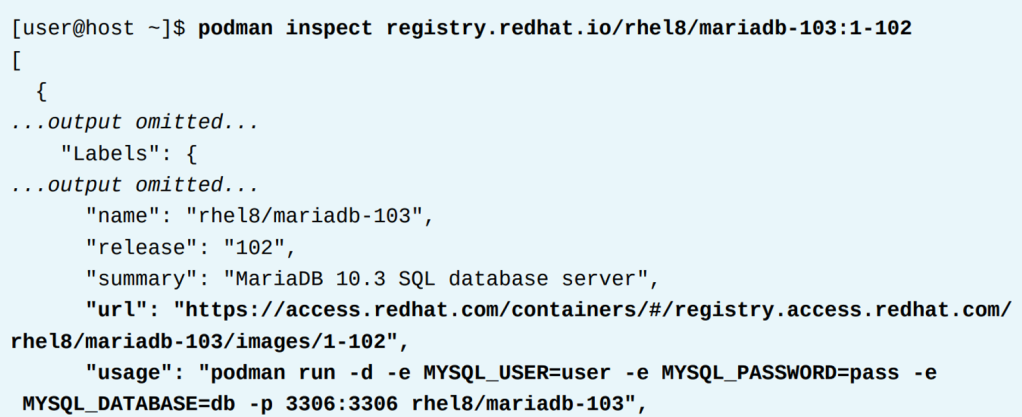 [user@host ~]$ podman inspect registry.redhat.io/rhel8/mariadb-103:1-102
[
  {
...output omitted...
    "Labels": {
...output omitted...
      "name": "rhel8/mariadb-103",
      "release": "102",
      "summary": "MariaDB 10.3 SQL database server",
      "url": "https://access.redhat.com/containers/#/registry.access.redhat.com/
rhel8/mariadb-103/images/1-102",
      "usage": "podman run -d -e MYSQL_USER=user -e MYSQL_PASSWORD=pass -e
 MYSQL_DATABASE=db -p 3306:3306 rhel8/mariadb-103",